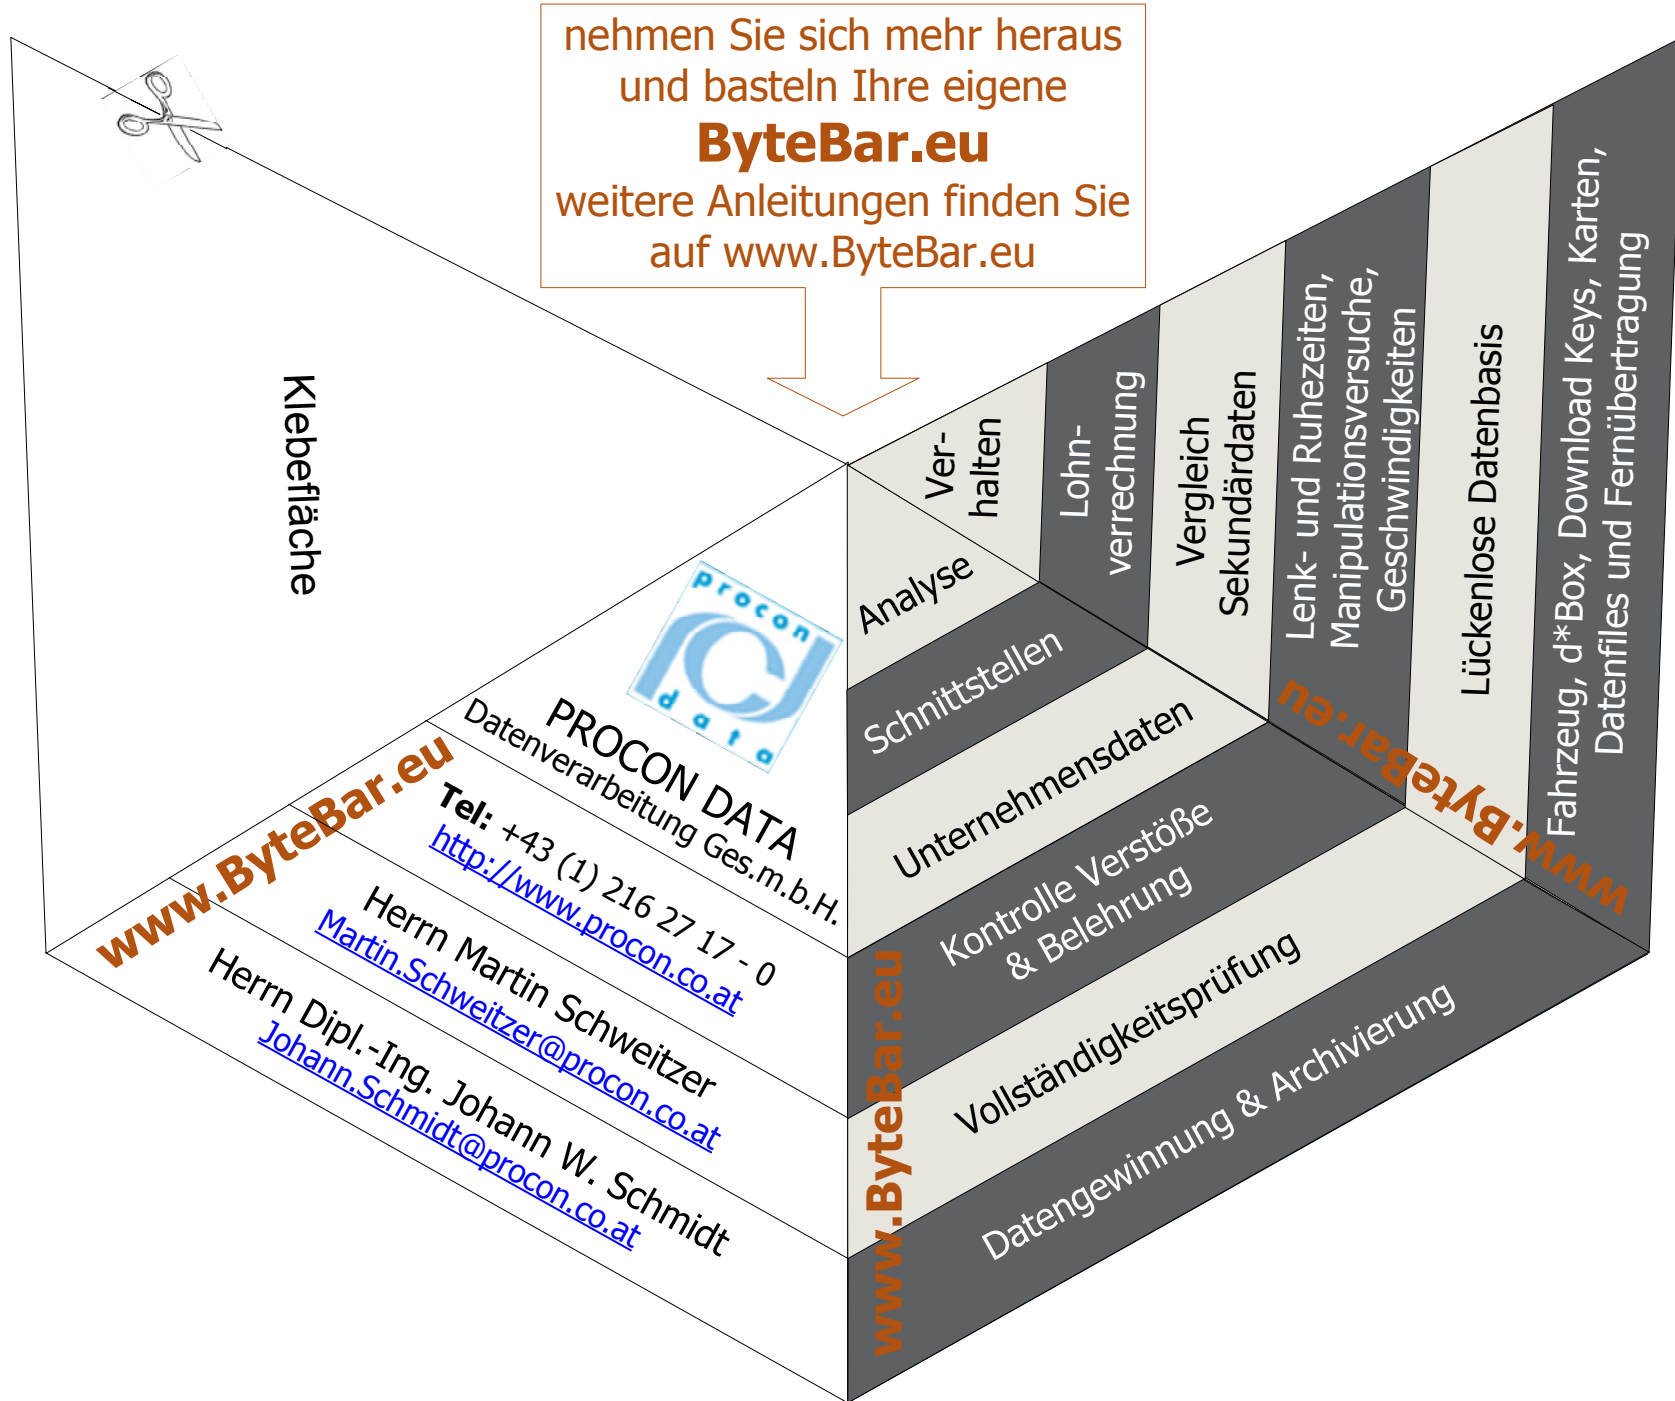 nehmen Sie sich mehr heraus
und basteln Ihre eigene
ByteBar.eu
weitere Anleitungen finden Sie
auf www.ByteBar.eu
Klebefläche
procon
data
PROCON DATA
Datenverarbeitung Ges.m.b.H.
Tel: +43 (1) 216 27 17 - 0
http://www.procon.co.at
Herrn Martin Schweitzer
Martin.Schweitzer@procon.co.at
Herrn Dipl.-Ing. Johann W. Schmidt
Johann.Schmidt@procon.co.at
www.ByteBar.eu
Analyse
Schnittstellen
Unternehmensdaten
Kontrolle Verstöße
& Belehrung
Vollständigkeitsprüfung
Datengewinnung & Archivierung
www.ByteBar.eu
Ver-
halten
Lohn-
verrechnung
Vergleich
Sekundärdaten
Lenk- und Ruhezeiten,
Manipulationsversuche,
Geschwindigkeiten
Lückenlose Datenbasis
Fahrzeug, d*Box, Download Keys, Karten,
Datenfiles und Fernübertragung
www.ByteBar.eu